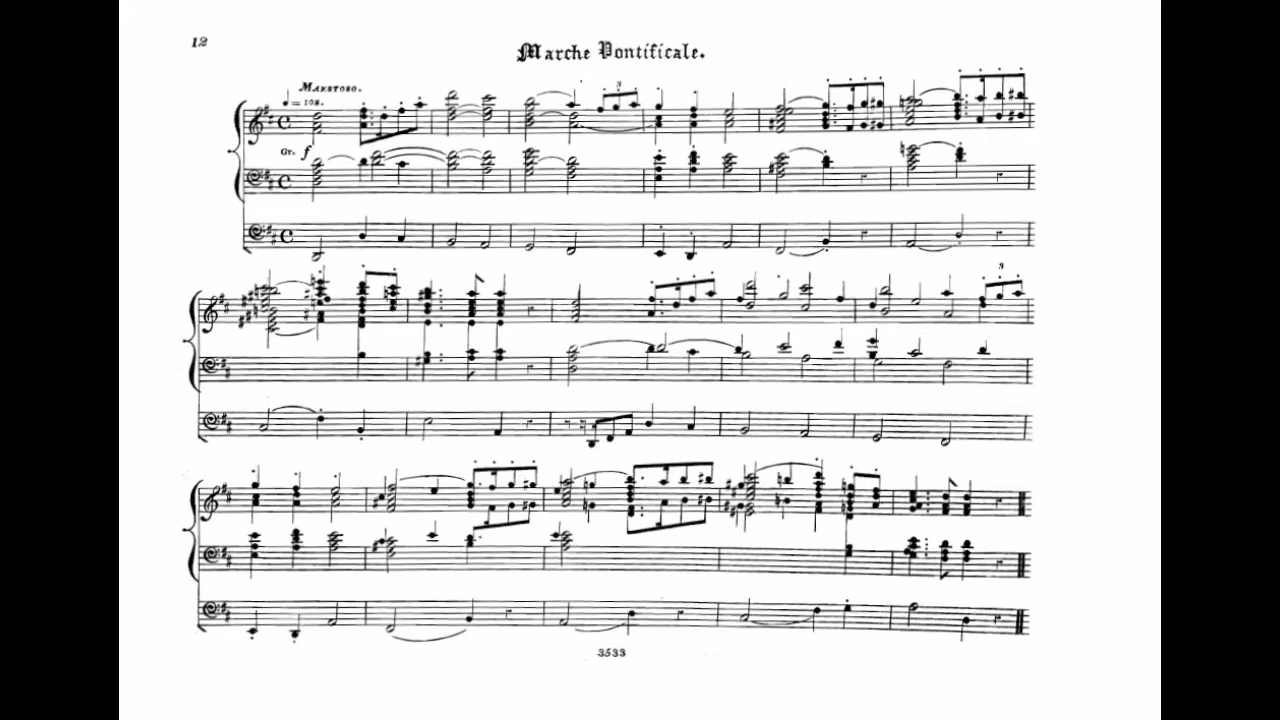 12
Marche Pontificale.
MAESTOSO.
♩ = 108.
Gr. f
3
3
3533